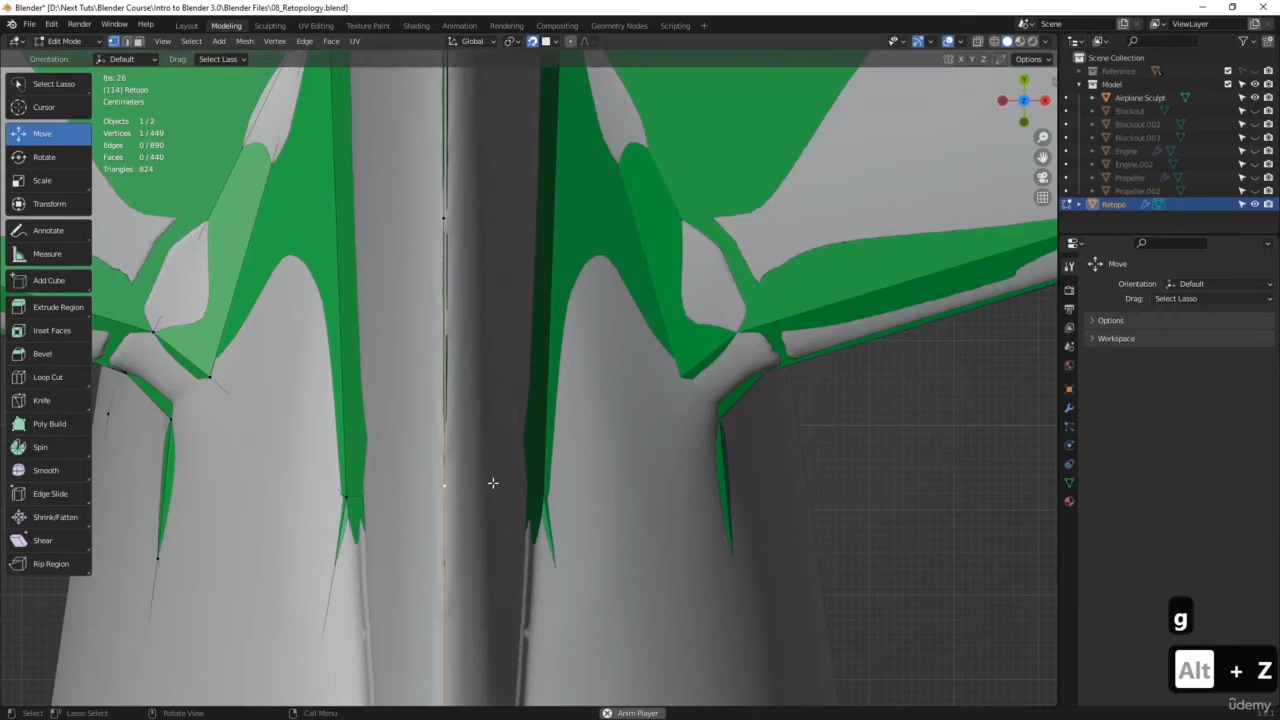 Blender* [D:\Next Tuts\Blender Course\Intro to Blender 3.0\Blender Files\08_Retopology.blend]
File Edit Render Window Help Layout Modeling Sculpting UV Editing Texture Paint Shading Animation Rendering Compositing Geometry Nodes Scripting + Scene ViewLayer
Edit Mode View Select Add Mesh Vertex Edge Face UV Global
Orientation: Default Drag: Select Lasso X Y Z Options
Select Lasso
Cursor
Move
Rotate
Scale
Transform
Annotate
Measure
Add Cube
Extrude Region
Inset Faces
Bevel
Loop Cut
Knife
Poly Build
Spin
Smooth
Edge Slide
Shrink/Fatten
Shear
Rip Region
fps: 26
(114) Retopo
Centimeters
Objects 1 / 2
Vertices 1 / 449
Edges 0 / 890
Faces 0 / 440
Triangles 824
Y
X
Z
Scene Collection
Reference
Model
Airplane Sculpt
Blockout
Blockout.002
Blockout.003
Engine
Engine.002
Propeller
Propeller.002
Retopo
Move
Orientation Default
Drag: Select Lasso
Options
Workspace
g
Alt + Z
ûdemy
Select Lasso Select Rotate View Call Menu Anim Player 3.0.1